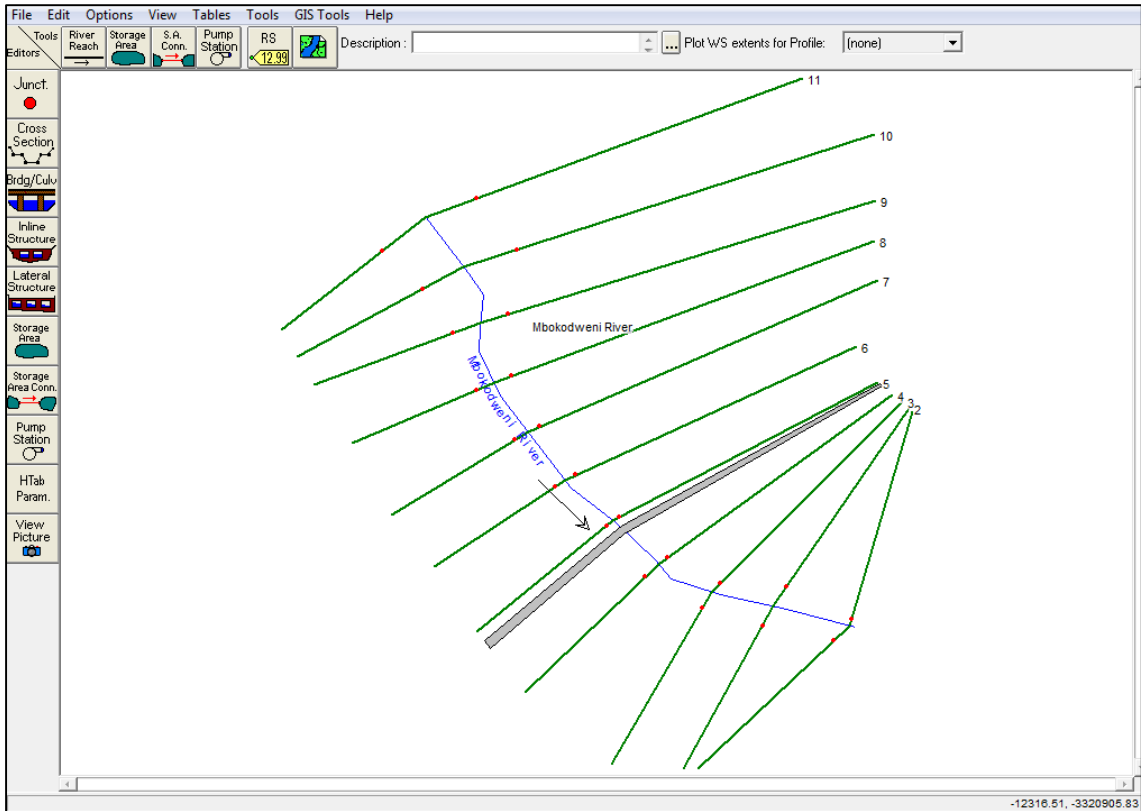 File Edit Options View Tables Tools GIS Tools Help
Tools
Editors
River
Reach
Storage
Area
S.A.
Conn.
Pump
Station
RS
12.99
Description :
...
Plot WS extents for Profile:
(none)
Junct.
Cross
Section
Brdg/Culv
Inline
Structure
Lateral
Structure
Storage
Area
Storage
Area Conn.
Pump
Station
HTab
Param.
View
Picture
11
10
9
8
7
6
5
4
3
2
Mbokodweni River
Mbokodweni River
-12316.51, -3320905.83